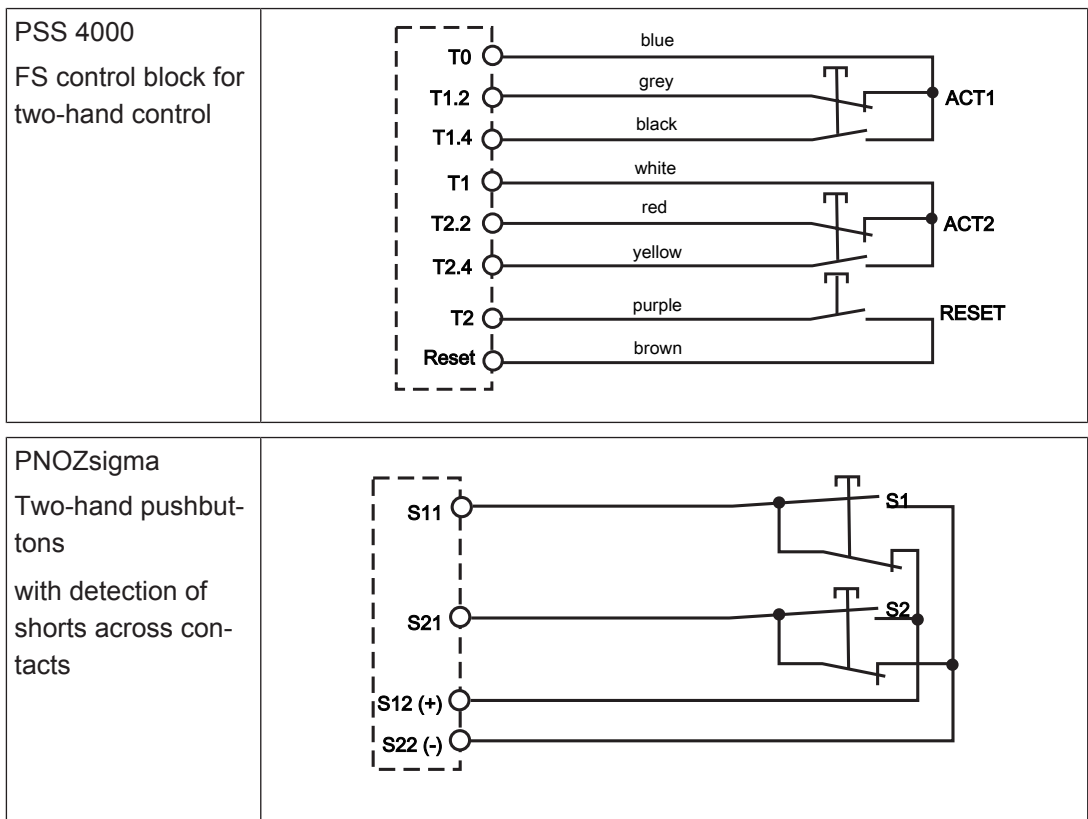 PSS 4000
FS control block for
two-hand control
T0
blue
T1.2
grey
ACT1
T1.4
black
T1
white
T2.2
red
ACT2
T2.4
yellow
T2
purple
RESET
Reset
brown
PNOZsigma
Two-hand pushbut-
tons
with detection of
shorts across con-
tacts
S11
S1
S21
S2
S12 (+)
S22 (-)